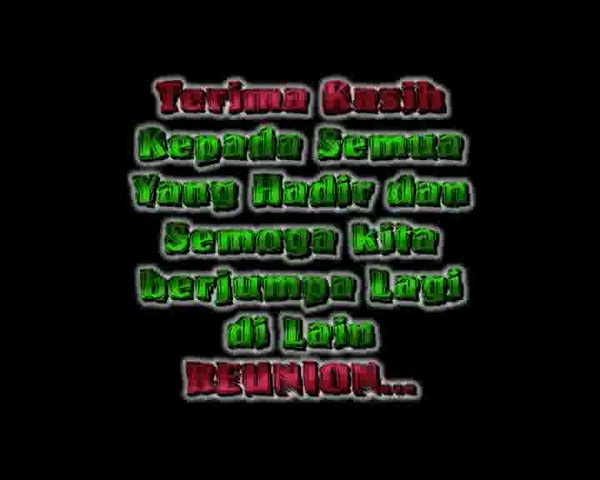 Terima Kasih
Kepada Semua
Yang Hadir dan
Semoga kita
berjumpa Lagi
di Lain
REUNION...